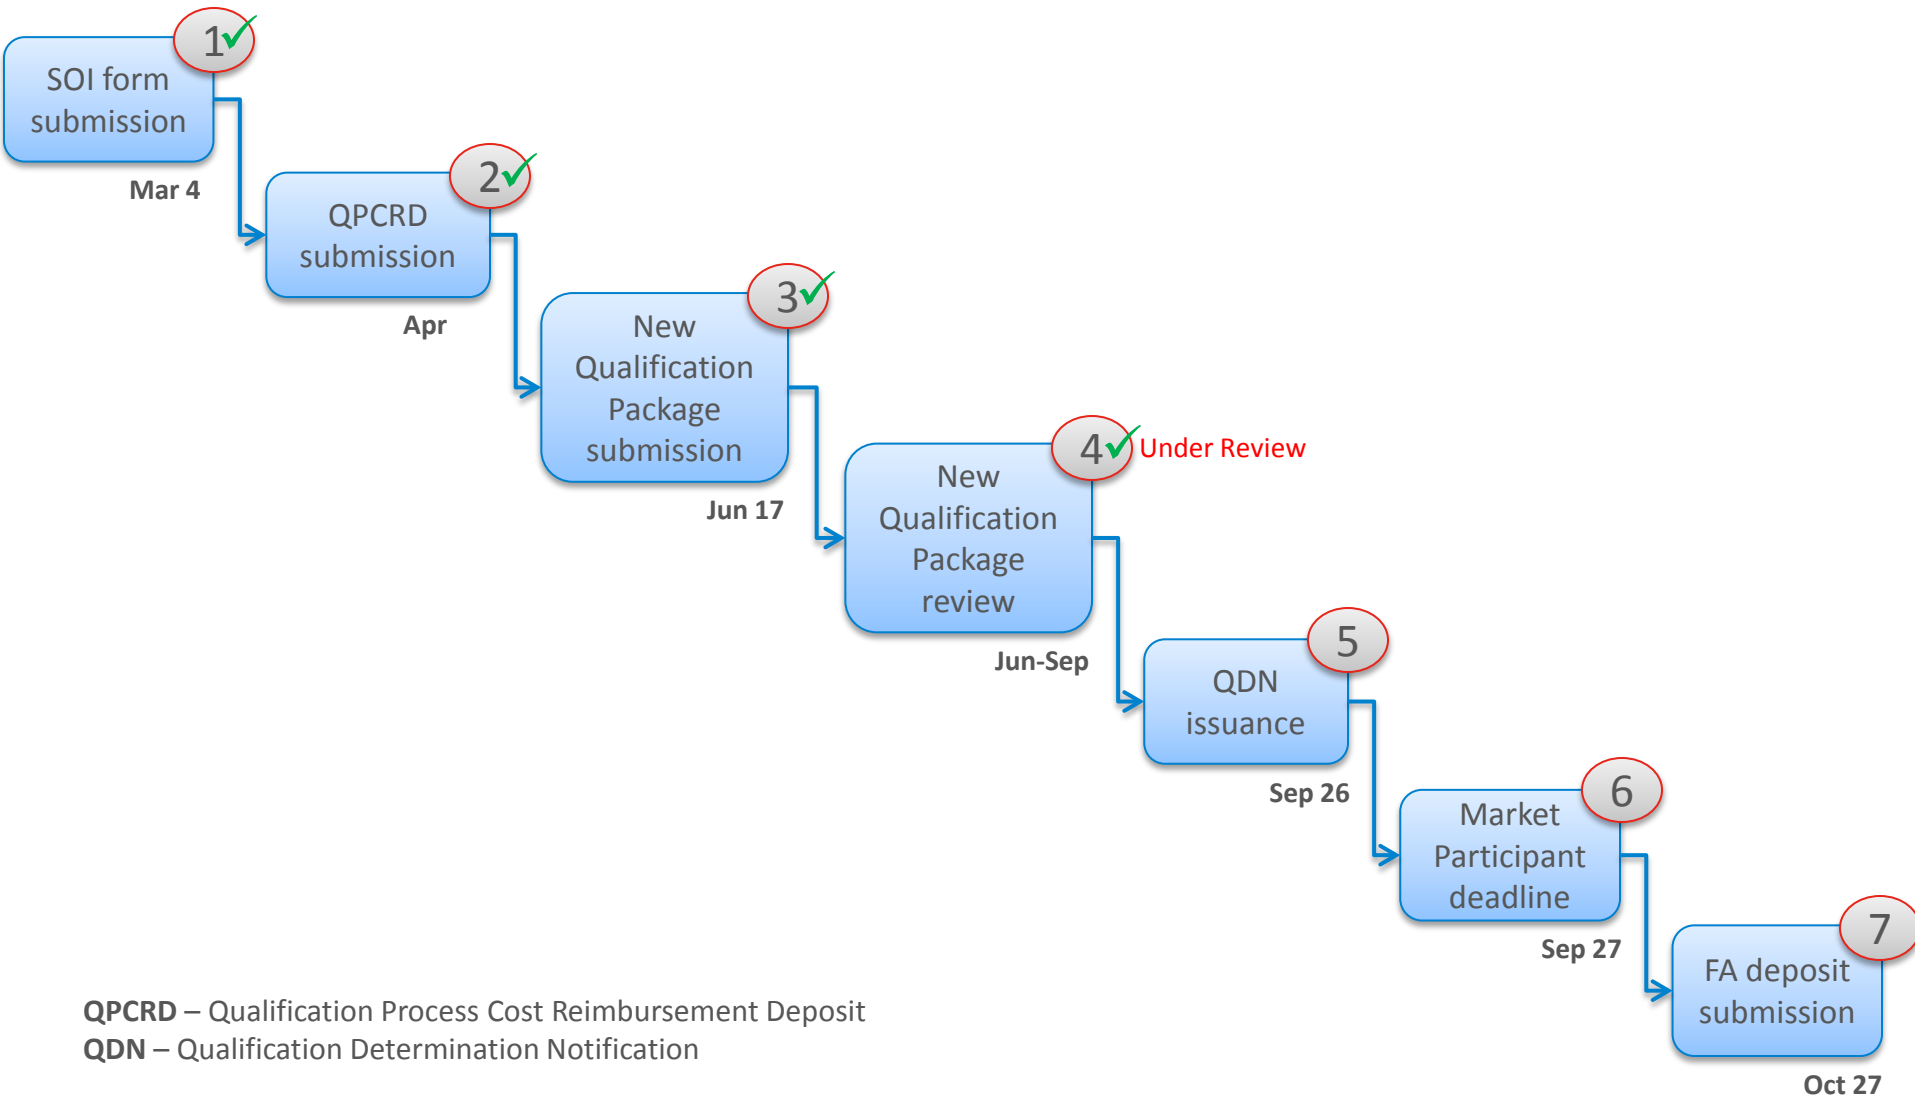 1
SOI form
submission
Mar 4
2
QPCRD
submission
Apr
3
New
Qualification
Package
submission
Jun 17
4 Under Review
New
Qualification
Package
review
Jun-Sep
5
QDN
issuance
Sep 26
6
Market
Participant
deadline
Sep 27
7
FA deposit
submission
Oct 27
QPCRD – Qualification Process Cost Reimbursement Deposit
QDN – Qualification Determination Notification